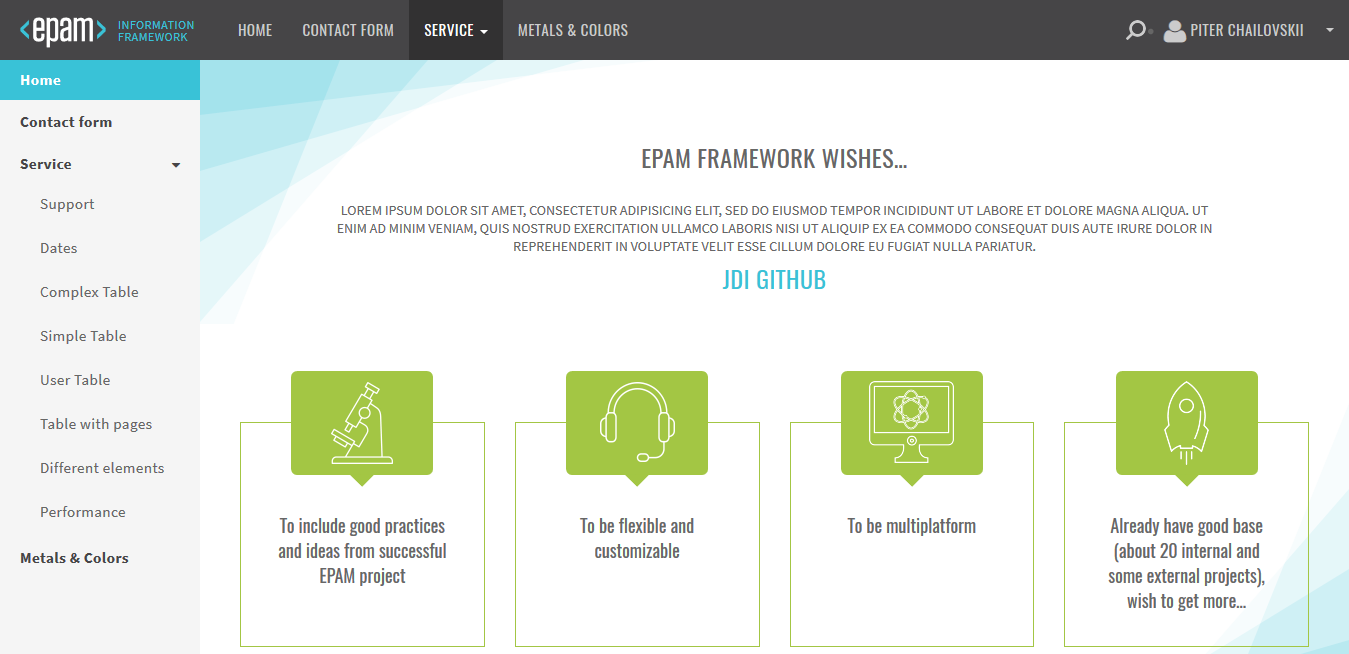 <epam> INFORMATION FRAMEWORK
HOME
CONTACT FORM
SERVICE
METALS & COLORS
PITER CHAILOVSKII
Home
Contact form
Service
Support
Dates
Complex Table
Simple Table
User Table
Table with pages
Different elements
Performance
Metals & Colors
EPAM FRAMEWORK WISHES...
LOREM IPSUM DOLOR SIT AMET, CONSECTETUR ADIPISICING ELIT, SED DO EIUSMOD TEMPOR INCIDIDUNT UT LABORE ET DOLORE MAGNA ALIQUA. UT
ENIM AD MINIM VENIAM, QUIS NOSTRUD EXERCITATION ULLAMCO LABORIS NISI UT ALIQUIP EX EA COMMODO CONSEQUAT DUIS AUTE IRURE DOLOR IN
REPREHENDERIT IN VOLUPTATE VELIT ESSE CILLUM DOLORE EU FUGIAT NULLA PARIATUR.
JDI GITHUB
To include good practices
and ideas from successful
EPAM project
To be flexible and
customizable
To be multiplatform
Already have good base
(about 20 internal and
some external projects),
wish to get more...